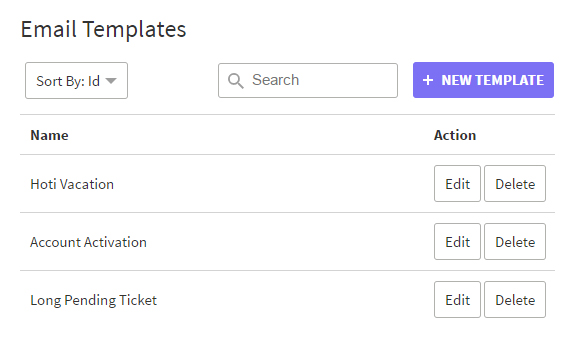 Email Templates
Sort By: Id
Search
+ NEW TEMPLATE
Name Action
Hoti Vacation Edit Delete
Account Activation Edit Delete
Long Pending Ticket Edit Delete